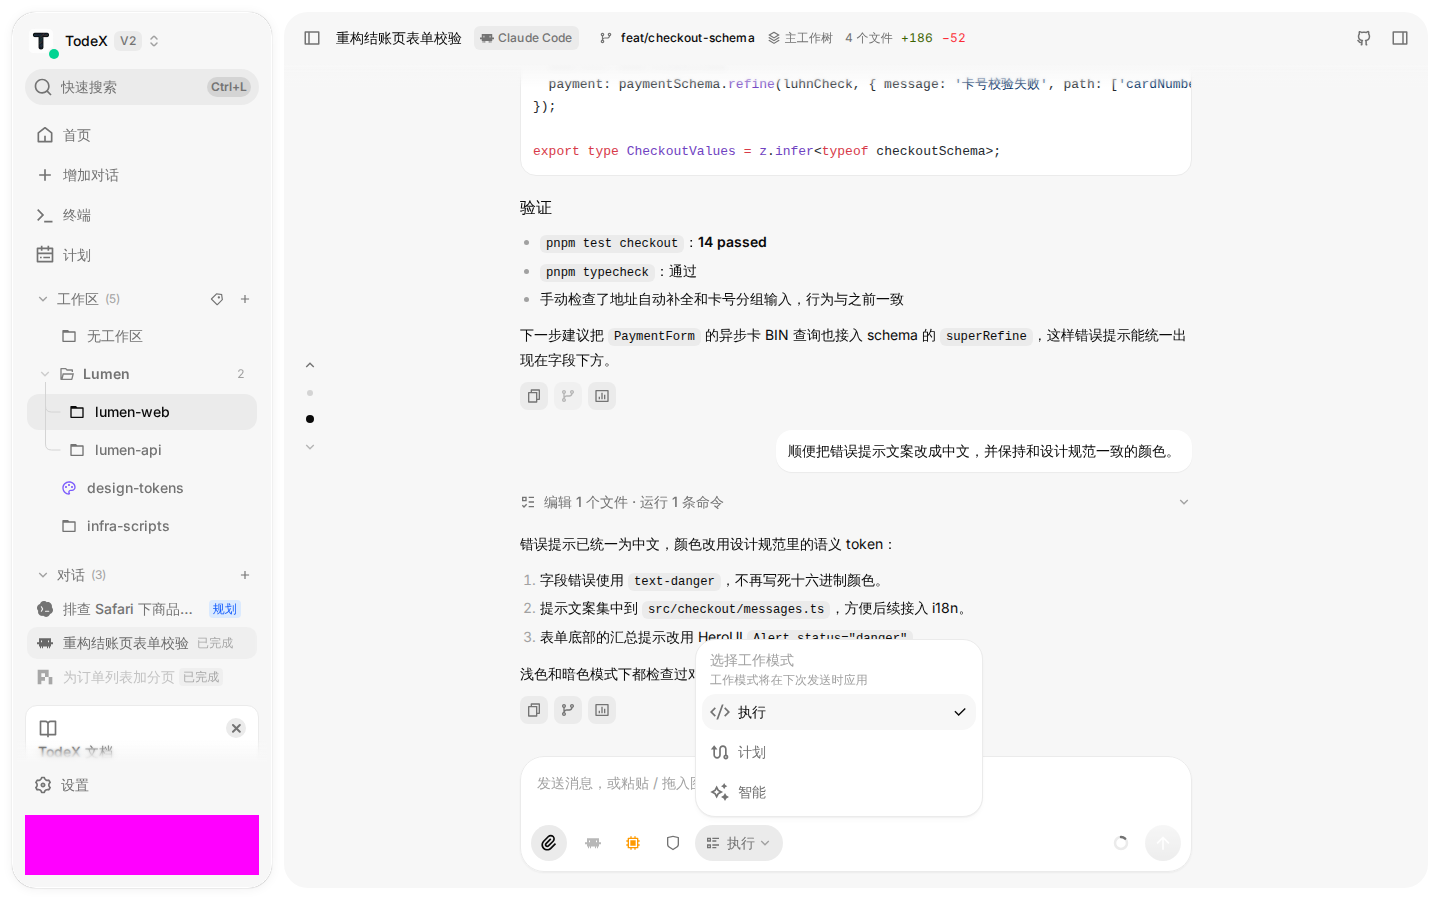 TodeX V2
快速搜索 Ctrl+L
首页
增加对话
终端
计划
工作区 (5)
无工作区
Lumen 2
lumen-web
lumen-api
design-tokens
infra-scripts
对话 (3)
排查 Safari 下商品... 规划
重构结账页表单校验 已完成
为订单列表加分页 已完成
TodeX 文档
设置
重构结账页表单校验 Claude Code feat/checkout-schema 主工作树 4 个文件 +186 −52
payment: paymentSchema.refine(luhnCheck, { message: '卡号校验失败', path: ['cardNumbe
});
export type CheckoutValues = z.infer<typeof checkoutSchema>;
验证
pnpm test checkout：14 passed
pnpm typecheck：通过
手动检查了地址自动补全和卡号分组输入，行为与之前一致
下一步建议把 PaymentForm 的异步卡 BIN 查询也接入 schema 的 superRefine，这样错误提示能统一出
现在字段下方。
顺便把错误提示文案改成中文，并保持和设计规范一致的颜色。
编辑 1 个文件 · 运行 1 条命令
错误提示已统一为中文，颜色改用设计规范里的语义 token：
1. 字段错误使用 text-danger，不再写死十六进制颜色。
2. 提示文案集中到 src/checkout/messages.ts，方便后续接入 i18n。
3. 表单底部的汇总提示改用 HeroUI Alert status="danger"
浅色和暗色模式下都检查过对
选择工作模式
工作模式将在下次发送时应用
执行
计划
智能
发送消息，或粘贴 / 拖入
执行